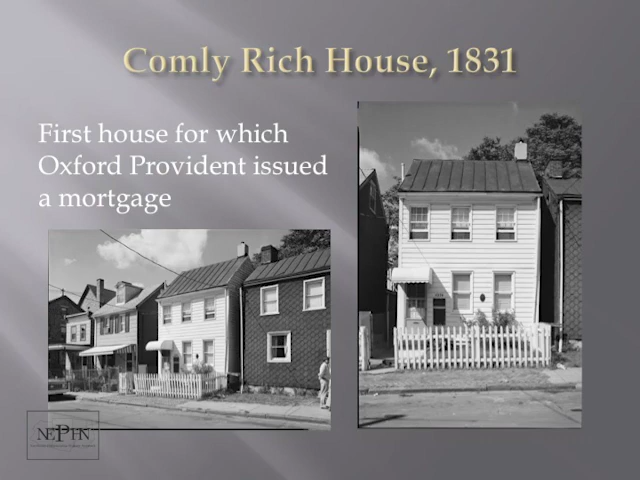 Comly Rich House, 1831
First house for which
Oxford Provident issued
a mortgage
NEPHN